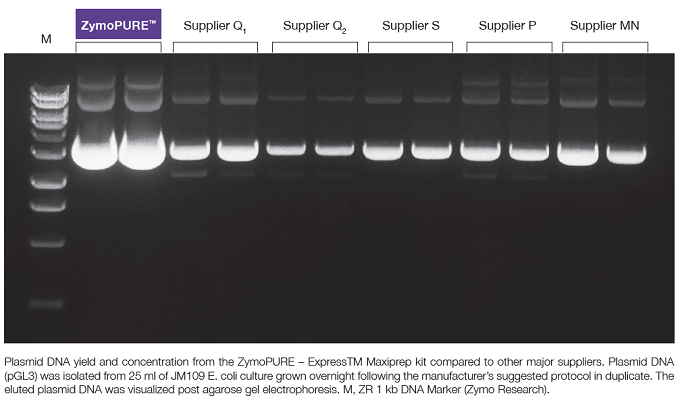 M
ZymoPURE™
Supplier Q1
Supplier Q2
Supplier S
Supplier P
Supplier MN
Plasmid DNA yield and concentration from the ZymoPURE – ExpressTM Maxiprep kit compared to other major suppliers. Plasmid DNA
(pGL3) was isolated from 25 ml of JM109 E. coli culture grown overnight following the manufacturer's suggested protocol in duplicate. The
eluted plasmid DNA was visualized post agarose gel electrophoresis. M, ZR 1 kb DNA Marker (Zymo Research).